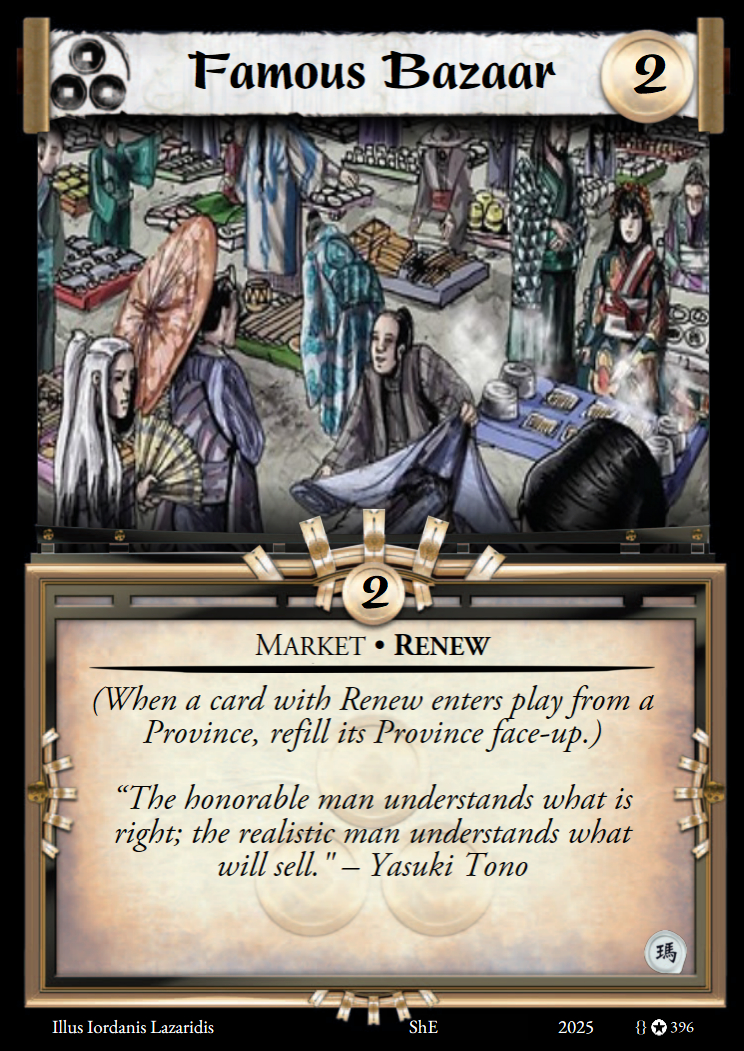 Famous Bazaar
2
2
Market • Renew
(When a card with Renew enters play from a
Province, refill its Province face-up.)
“The honorable man understands what is
right; the realistic man understands what
will sell." – Yasuki Tono
瑪
Illus Iordanis Lazaridis ShE 2025 {} ✪ 396